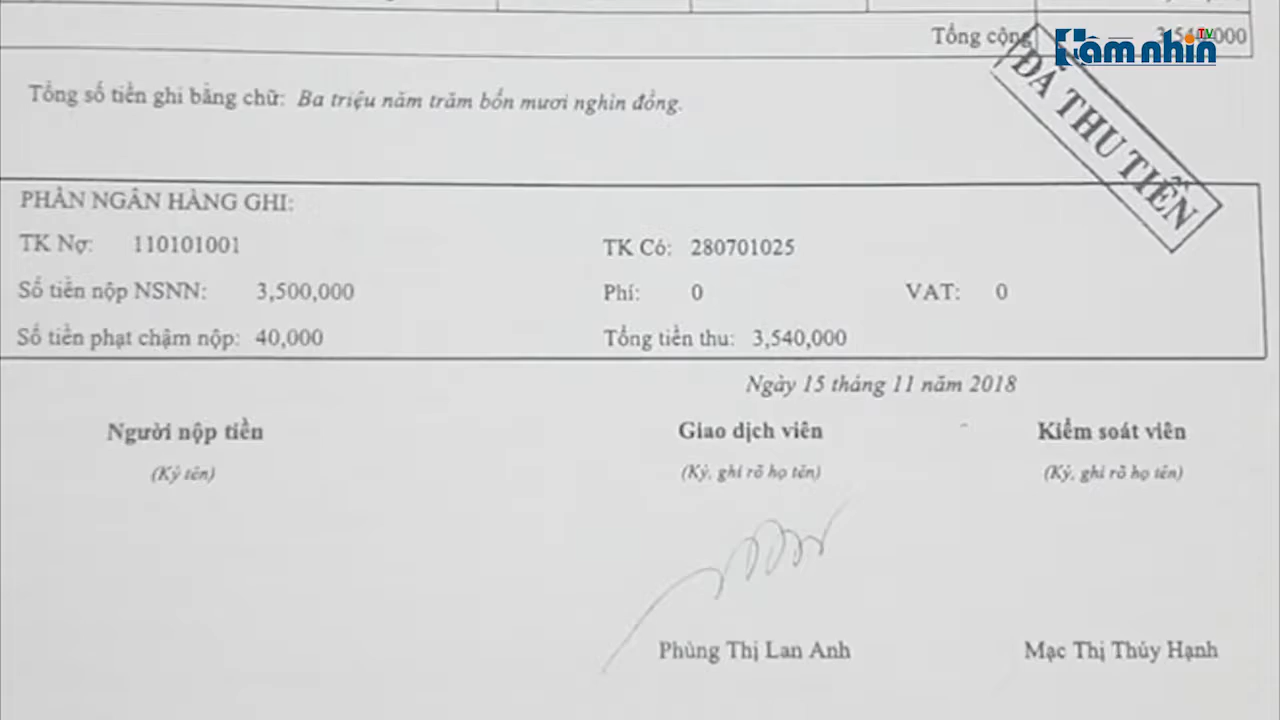 Tổng cộng 3,540,000
Tầm nhìn TV
ĐÃ THU TIỀN
Tổng số tiền ghi bằng chữ: Ba triệu năm trăm bốn mươi nghìn đồng.
PHẦN NGÂN HÀNG GHI:
TK Nợ: 110101001 TK Có: 280701025
Số tiền nộp NSNN: 3,500,000 Phí: 0 VAT: 0
Số tiền phạt chậm nộp: 40,000 Tổng tiền thu: 3,540,000
Ngày 15 tháng 11 năm 2018
Người nộp tiền Giao dịch viên Kiểm soát viên
(Ký tên) (Ký, ghi rõ họ tên) (Ký, ghi rõ họ tên)
Phùng Thị Lan Anh Mạc Thị Thúy Hạnh